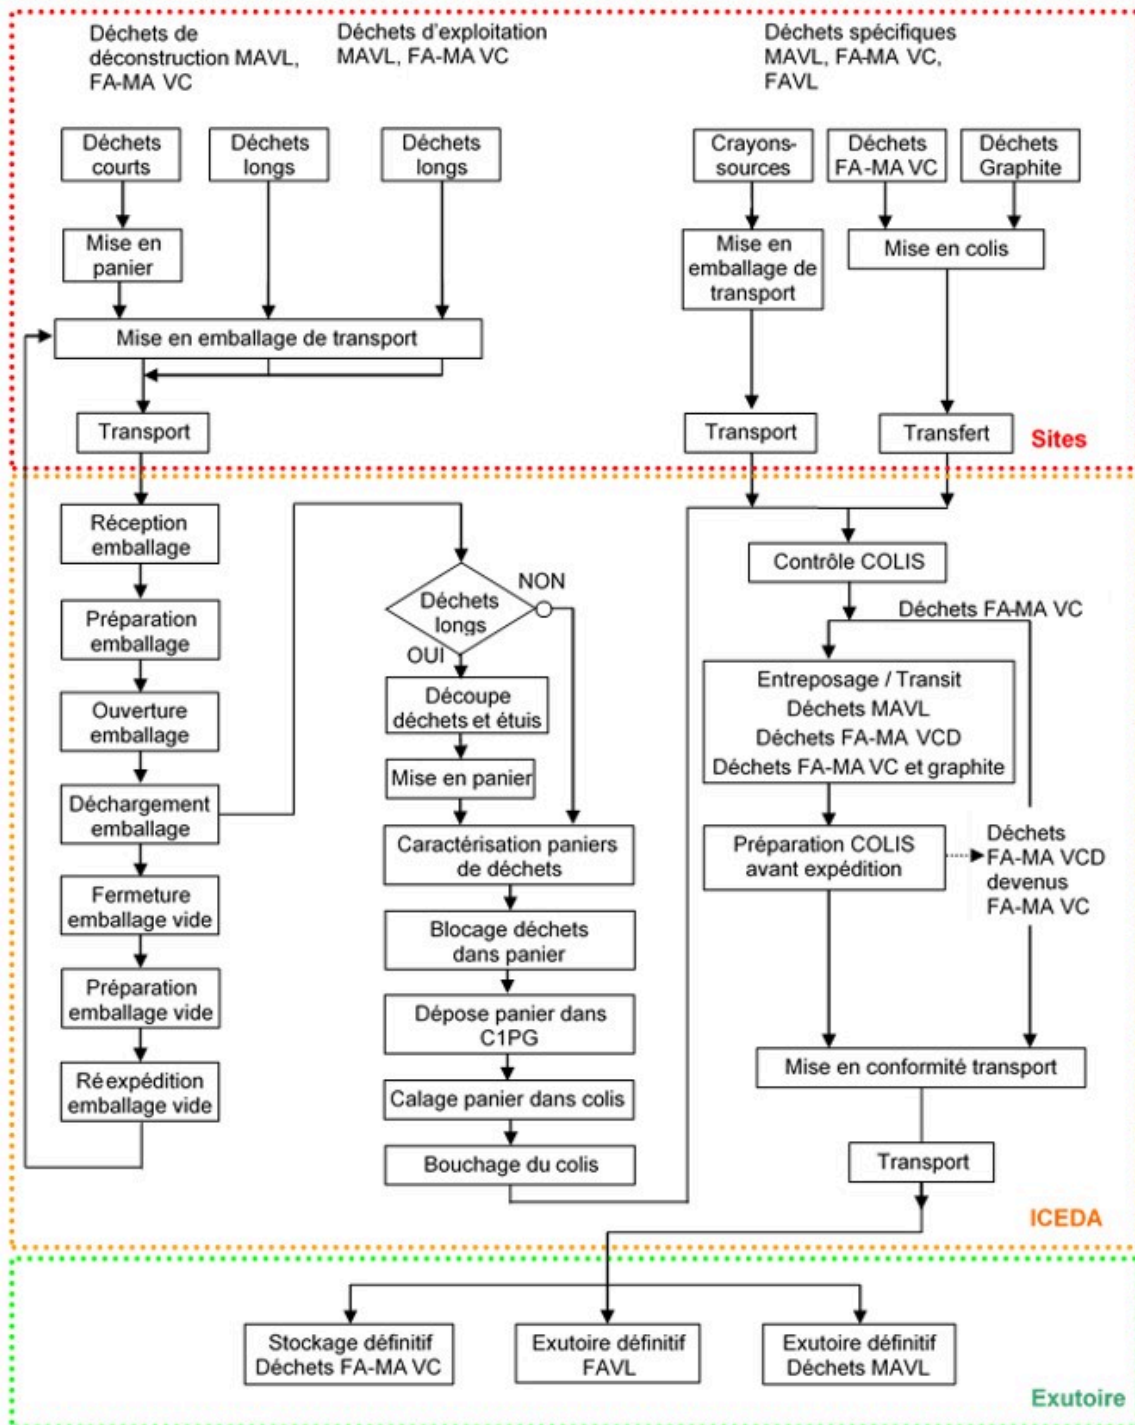 Déchets de
déconstruction MAVL,
FA-MA VC
Déchets d'exploitation
MAVL, FA-MA VC
Déchets spécifiques
MAVL, FA-MA VC,
FAVL
Déchets
courts
Déchets
longs
Déchets
longs
Crayons-
sources
Déchets
FA-MA VC
Déchets
Graphite
Mise en
panier
Mise en
emballage de
transport
Mise en colis
Mise en emballage de transport
Transport
Transport
Transfert
Sites
Réception
emballage
Préparation
emballage
Ouverture
emballage
Déchargement
emballage
Fermeture
emballage vide
Préparation
emballage vide
Réexpédition
emballage vide
Déchets
longs
NON
OUI
Découpe
déchets et étuis
Mise en panier
Caractérisation paniers
de déchets
Blocage déchets
dans panier
Dépose panier dans
C1PG
Calage panier dans colis
Bouchage du colis
Contrôle COLIS
Déchets FA-MA VC
Entreposage / Transit
Déchets MAVL
Déchets FA-MA VCD
Déchets FA-MA VC et graphite
Préparation COLIS
avant expédition
Déchets
FA-MA VCD
devenus
FA-MA VC
Mise en conformité transport
Transport
ICEDA
Stockage définitif
Déchets FA-MA VC
Exutoire définitif
FAVL
Exutoire définitif
Déchets MAVL
Exutoire